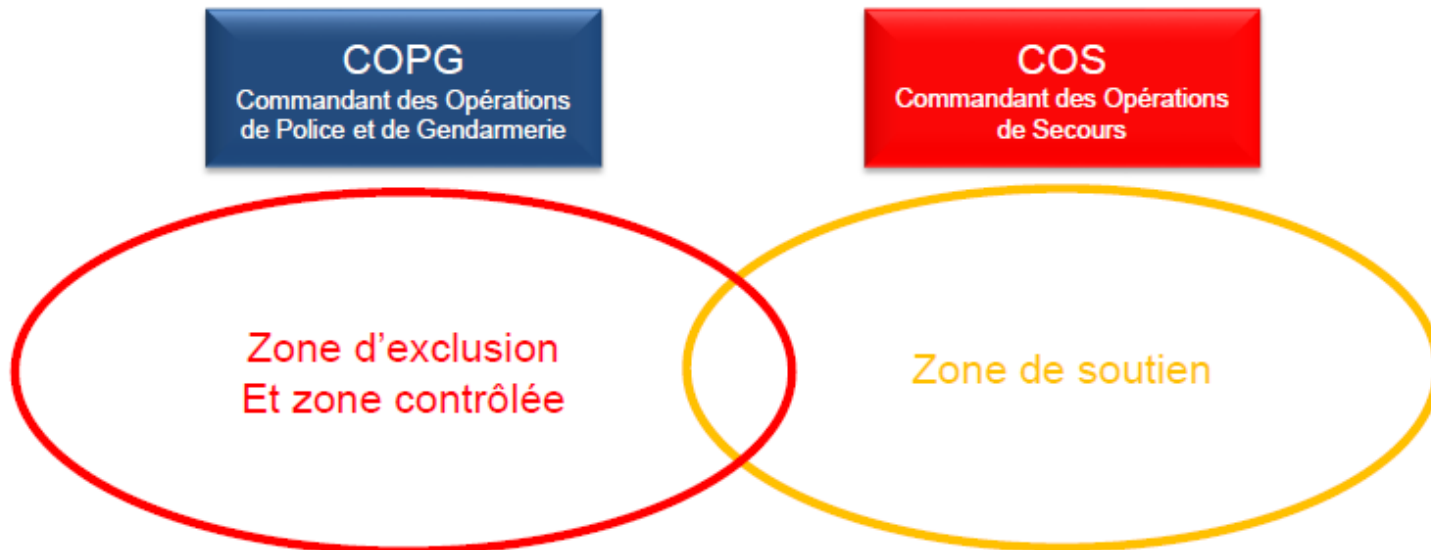 COPG
Commandant des Opérations
de Police et de Gendarmerie
COS
Commandant des Opérations
de Secours
Zone d'exclusion
Et zone contrôlée
Zone de soutien